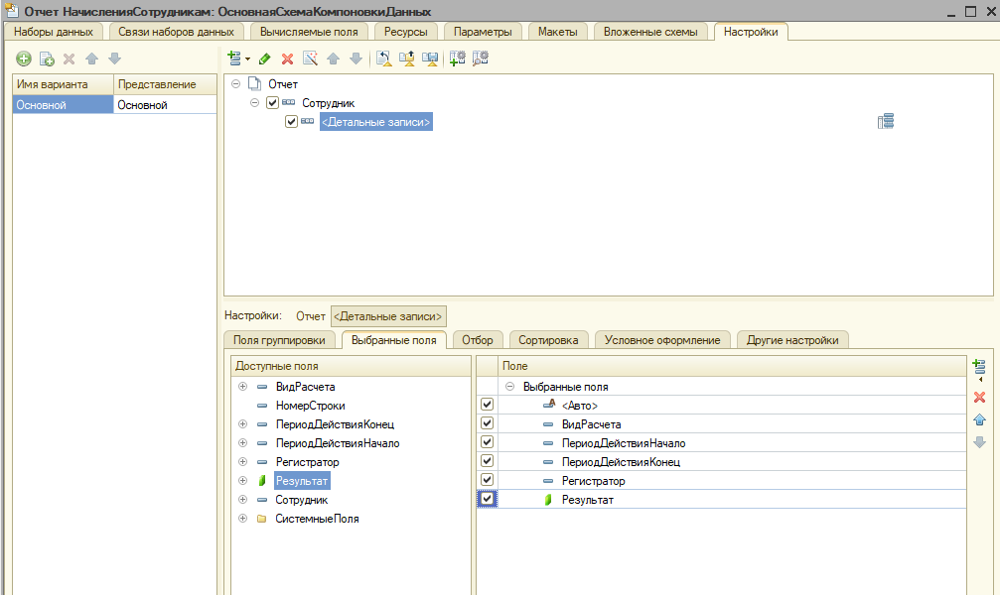 Отчет НачисленияСотрудникам: ОсновнаяСхемаКомпоновкиДанных
Наборы данных Связи наборов данных Вычисляемые поля Ресурсы Параметры Макеты Вложенные схемы Настройки
Имя варианта Представление
Основной Основной
Отчет
Сотрудник
<Детальные записи>
Настройки: Отчет <Детальные записи>
Поля группировки Выбранные поля Отбор Сортировка Условное оформление Другие настройки
Доступные поля
ВидРасчета
НомерСтроки
ПериодДействияКонец
ПериодДействияНачало
Регистратор
Результат
Сотрудник
СистемныеПоля
Поле
Выбранные поля
<Авто>
ВидРасчета
ПериодДействияНачало
ПериодДействияКонец
Регистратор
Результат